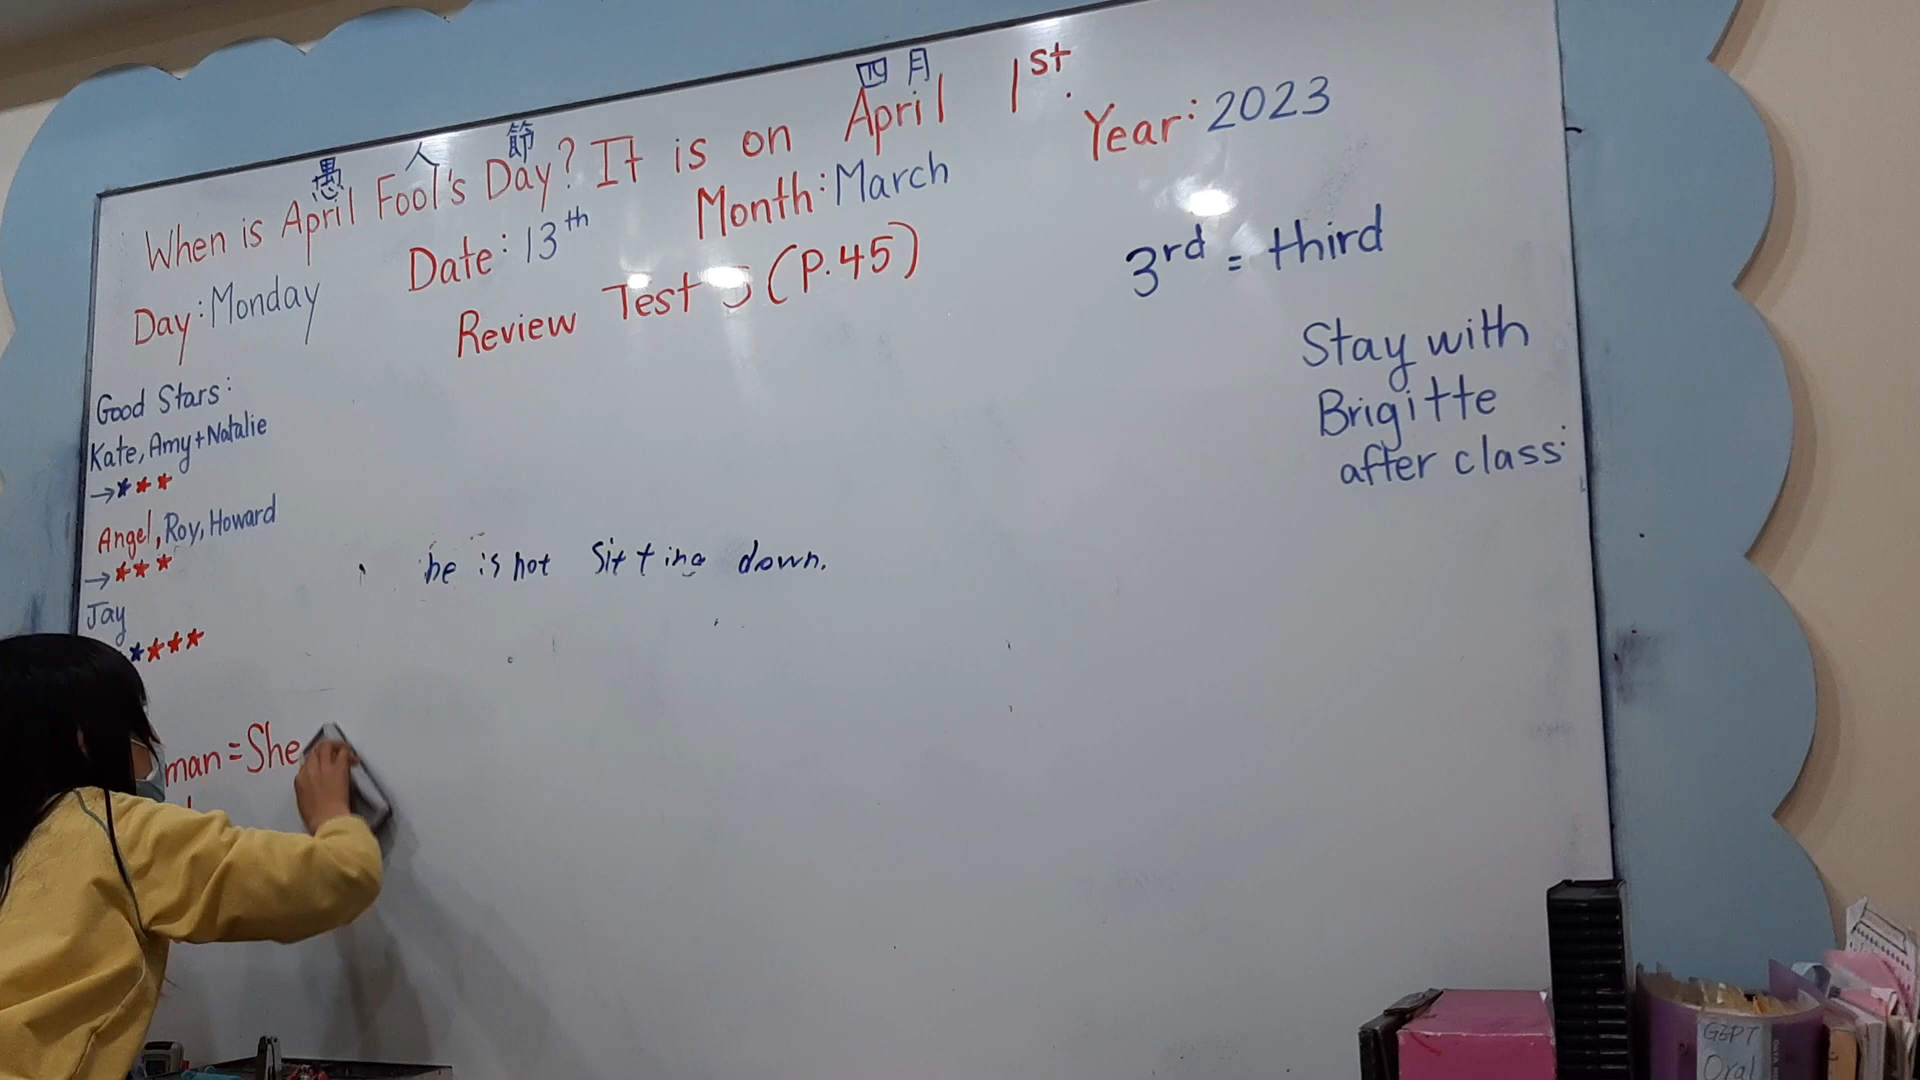 愚 人 節 四月
When is April Fool's Day? It is on April 1st.
Day: Monday Date: 13th Month: March Year: 2023
Review Test 5 (P.45)
3rd = third
Stay with
Brigitte
after class:
Good Stars:
Kate, Amy + Natalie
→★★★
Angel, Roy, Howard
→★★★
Jay
★★★★
he is not sitting down.
man = She
GEPT
Oral